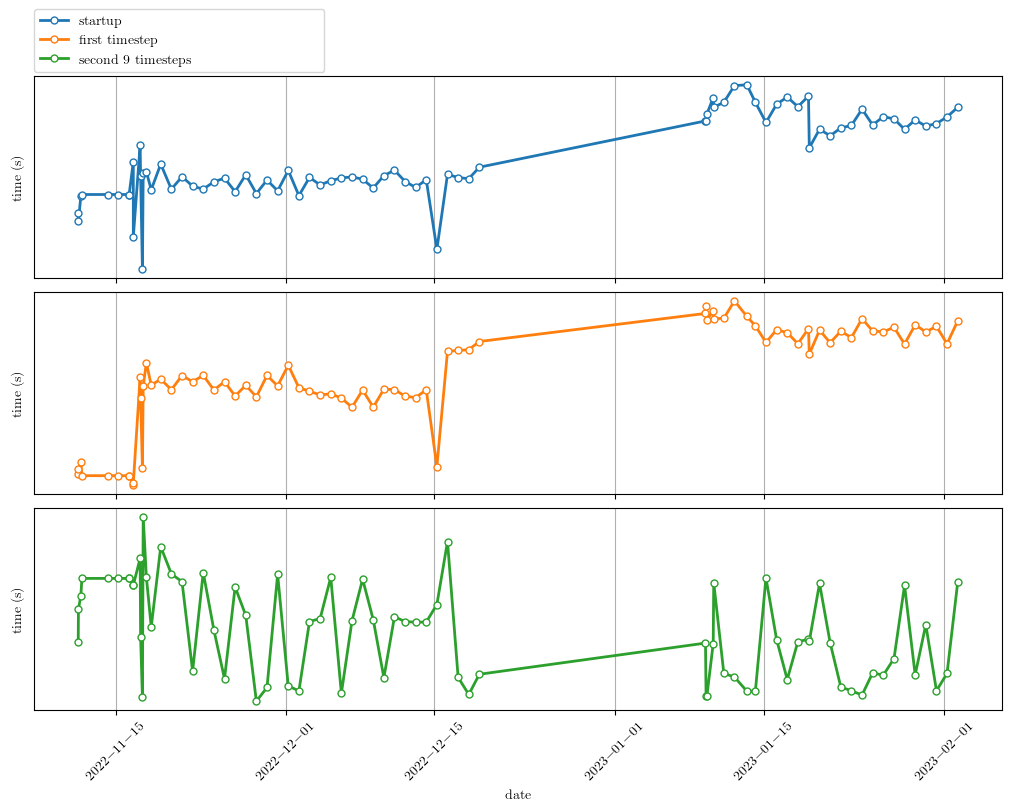 startup
first timestep
second 9 timesteps
time (s)
time (s)
time (s)
2022−11−15
2022−12−01
2022−12−15
2023−01−01
2023−01−15
2023−02−01
date